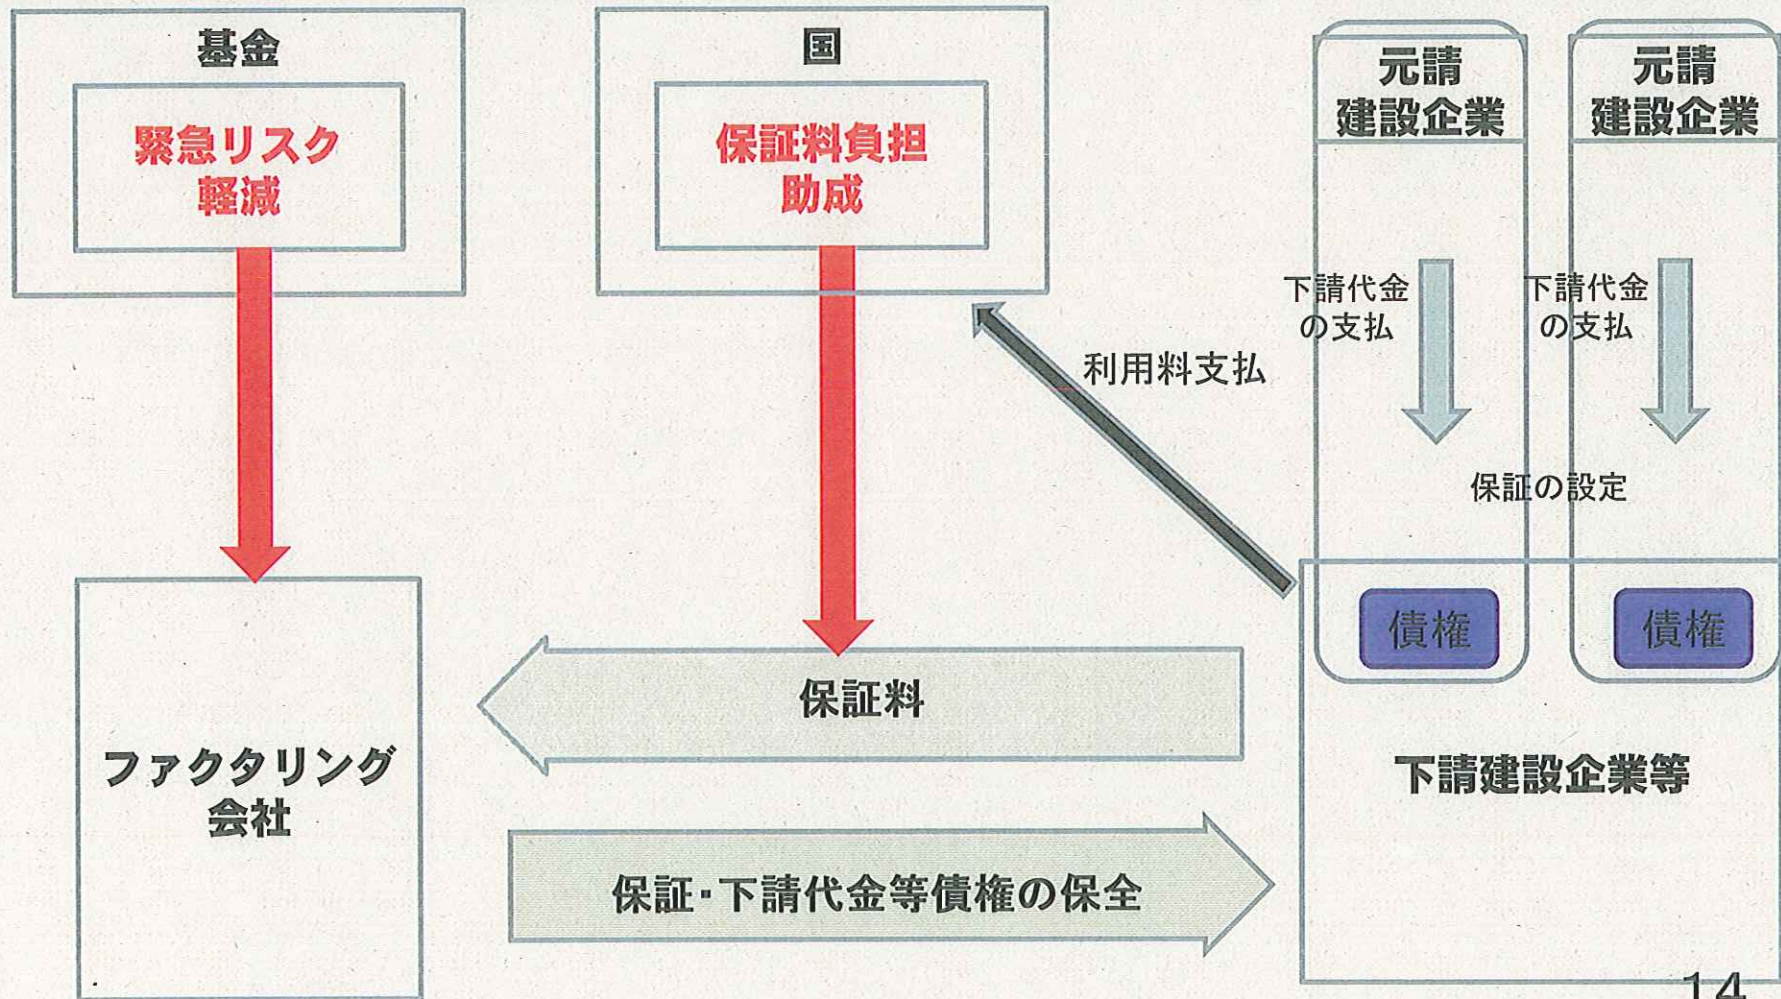 基金
緊急リスク
軽減
国
保証料負担
助成
元請
建設企業
元請
建設企業
下請代金
の支払
下請代金
の支払
利用料支払
保証の設定
債権
債権
保証料
ファクタリング
会社
下請建設企業等
保証・下請代金等債権の保全
14